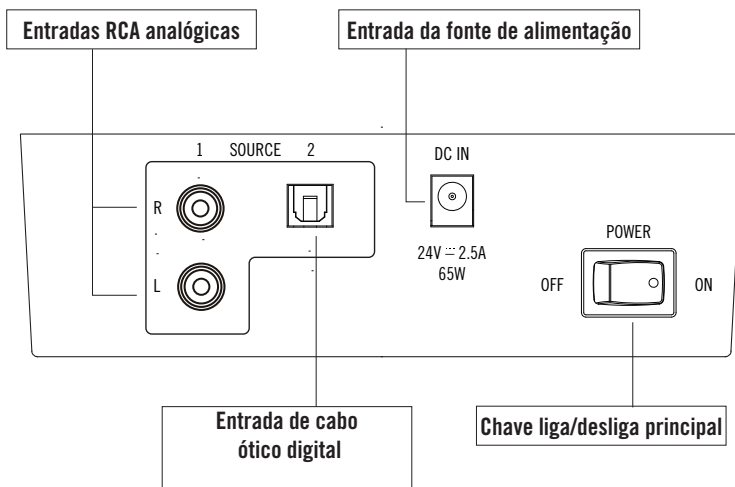 Entradas RCA analógicas
Entrada da fonte de alimentação
1 SOURCE 2
DC IN
R
L
24V ⎓ 2.5A
65W
POWER
OFF
ON
Entrada de cabo
ótico digital
Chave liga/desliga principal